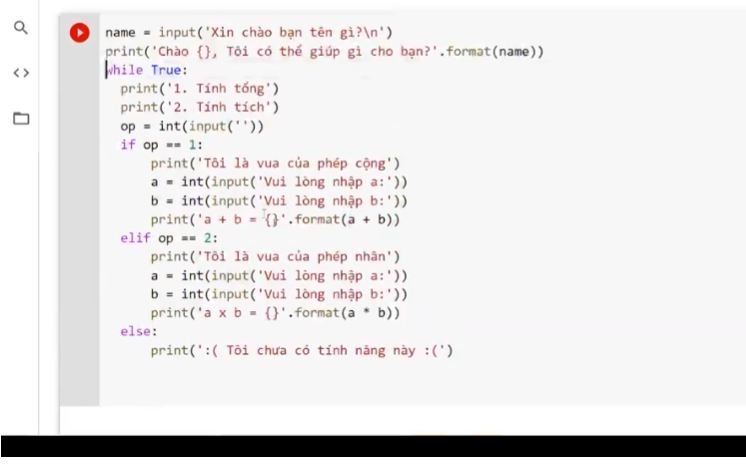 name = input('Xin chào bạn tên gì?\n')
print('Chào {}, Tôi có thể giúp gì cho bạn?'.format(name))
while True:
  print('1. Tính tổng')
  print('2. Tính tích')
  op = int(input(''))
  if op == 1:
      print('Tôi là vua của phép cộng')
      a = int(input('Vui lòng nhập a:'))
      b = int(input('Vui lòng nhập b:'))
      print('a + b = {}'.format(a + b))
  elif op == 2:
      print('Tôi là vua của phép nhân')
      a = int(input('Vui lòng nhập a:'))
      b = int(input('Vui lòng nhập b:'))
      print('a x b = {}'.format(a * b))
  else:
      print(':( Tôi chưa có tính năng này :(')